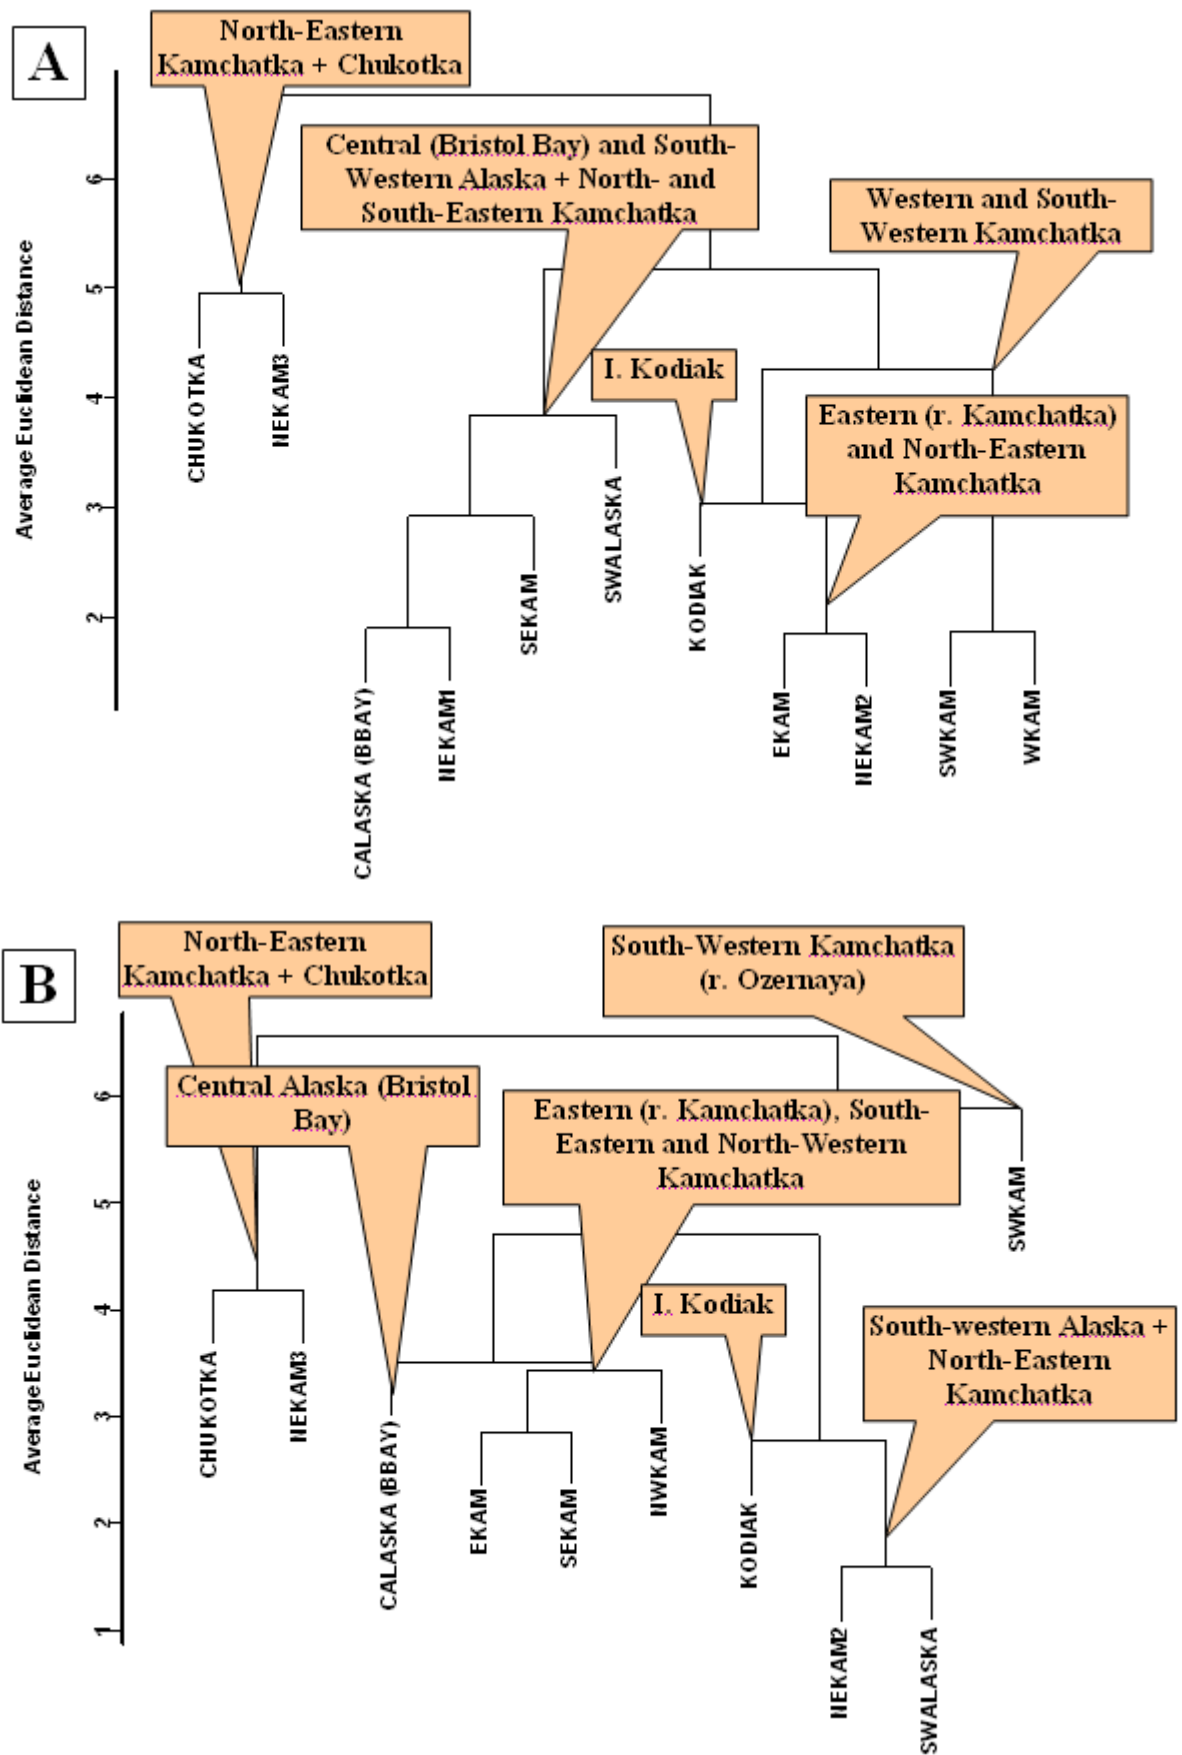 A
North-Eastern
Kamchatka + Chukotka
Central (Bristol Bay) and South-
Western Alaska + North- and
South-Eastern Kamchatka
Western and South-
Western Kamchatka
I. Kodiak
Eastern (r. Kamchatka)
and North-Eastern
Kamchatka
Average Euclidean Distance
6
5
4
3
2
CHUKOTKA
NEKAM3
CALASKA (BBAY)
NEKAM1
SEKAM
SWALASKA
KODIAK
EKAM
NEKAM2
SWKAM
WKAM
B
North-Eastern
Kamchatka + Chukotka
South-Western Kamchatka
(r. Ozernaya)
Central Alaska (Bristol
Bay)
Eastern (r. Kamchatka), South-
Eastern and North-Western
Kamchatka
I. Kodiak
South-western Alaska +
North-Eastern
Kamchatka
Average Euclidean Distance
6
5
4
3
2
1
CHUKOTKA
NEKAM3
CALASKA (BBAY)
EKAM
SEKAM
NWKAM
KODIAK
NEKAM2
SWALASKA
SWKAM